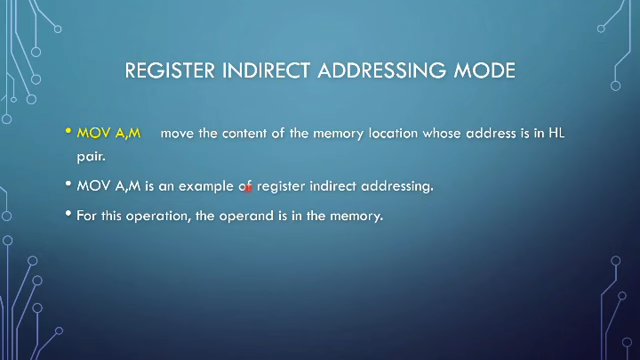 REGISTER INDIRECT ADDRESSING MODE
• MOV A,M move the content of the memory location whose address is in HL
pair.
• MOV A,M is an example of register indirect addressing.
• For this operation, the operand is in the memory.